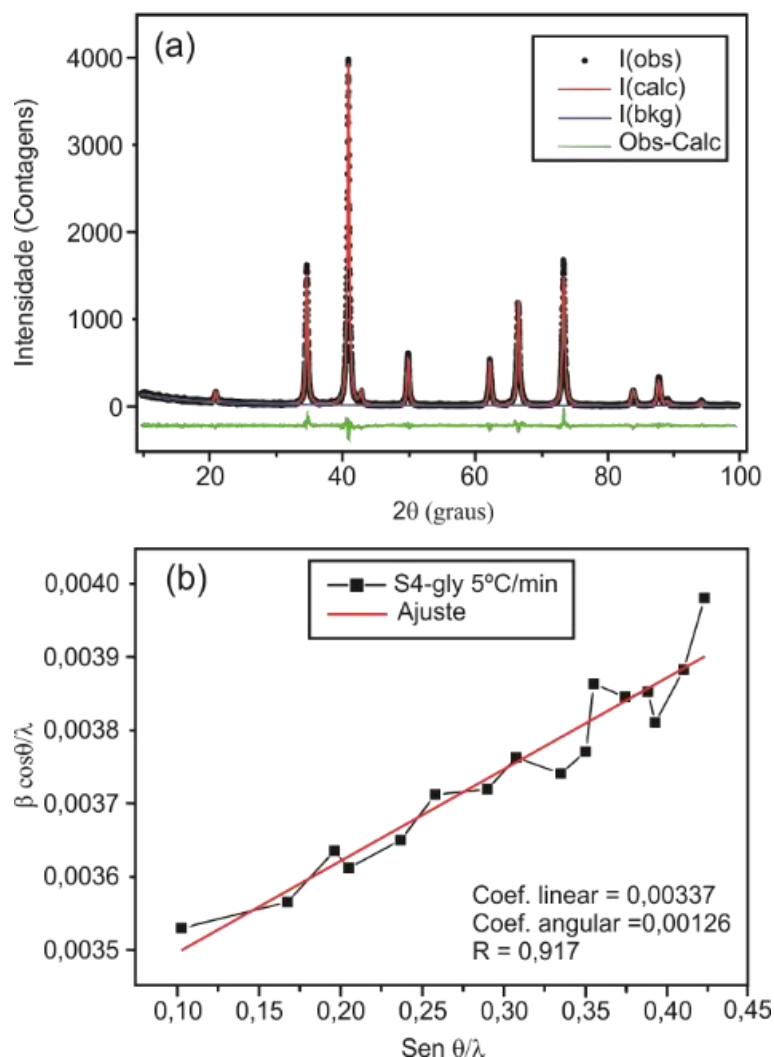 (a)
I(obs)
I(calc)
I(bkg)
Obs-Calc
Intensidade (Contagens)
4000
3000
2000
1000
0
20 40 60 80 100
2θ (graus)
(b)
S4-gly 5ºC/min
Ajuste
β cosθ/λ
0,0040
0,0039
0,0038
0,0037
0,0036
0,0035
Coef. linear = 0,00337
Coef. angular =0,00126
R = 0,917
0,10 0,15 0,20 0,25 0,30 0,35 0,40 0,45
Sen θ/λ